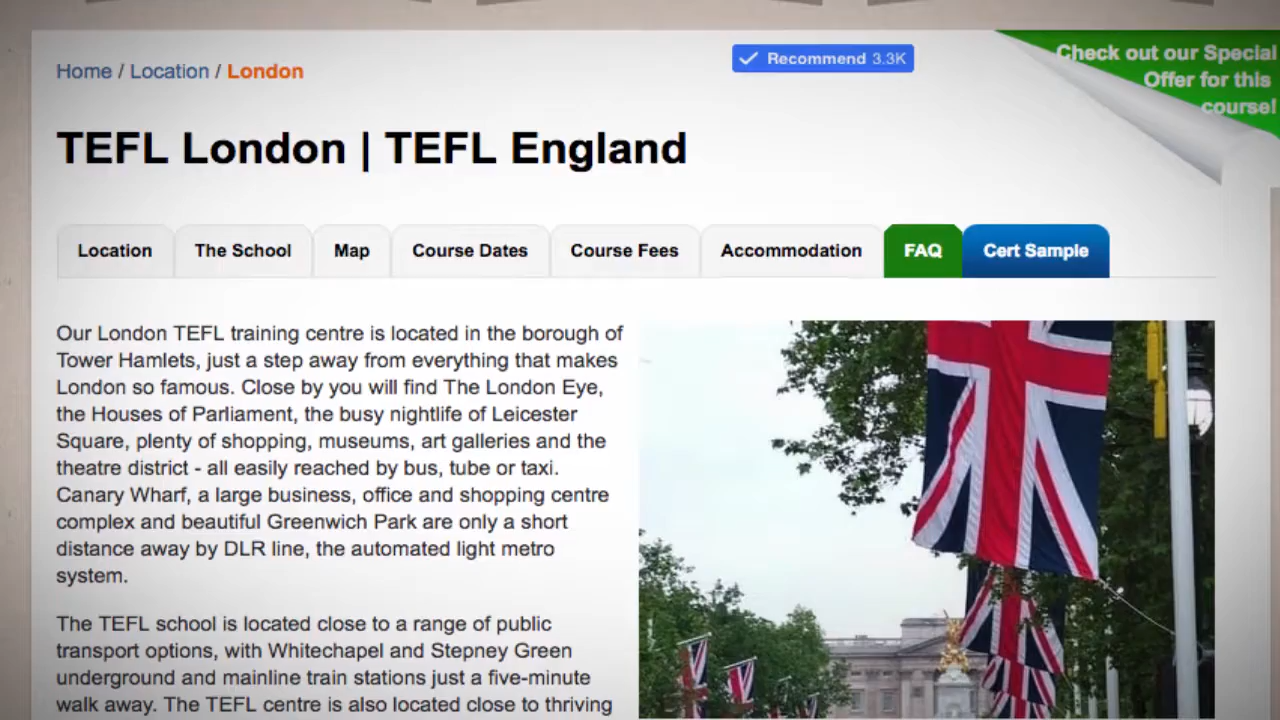 Home / Location / London
Recommend 3.3K
Check out our Special
Offer for this
course!
TEFL London | TEFL England
Location
The School
Map
Course Dates
Course Fees
Accommodation
FAQ
Cert Sample
Our London TEFL training centre is located in the borough of
Tower Hamlets, just a step away from everything that makes
London so famous. Close by you will find The London Eye,
the Houses of Parliament, the busy nightlife of Leicester
Square, plenty of shopping, museums, art galleries and the
theatre district - all easily reached by bus, tube or taxi.
Canary Wharf, a large business, office and shopping centre
complex and beautiful Greenwich Park are only a short
distance away by DLR line, the automated light metro
system.
The TEFL school is located close to a range of public
transport options, with Whitechapel and Stepney Green
underground and mainline train stations just a five-minute
walk away. The TEFL centre is also located close to thriving